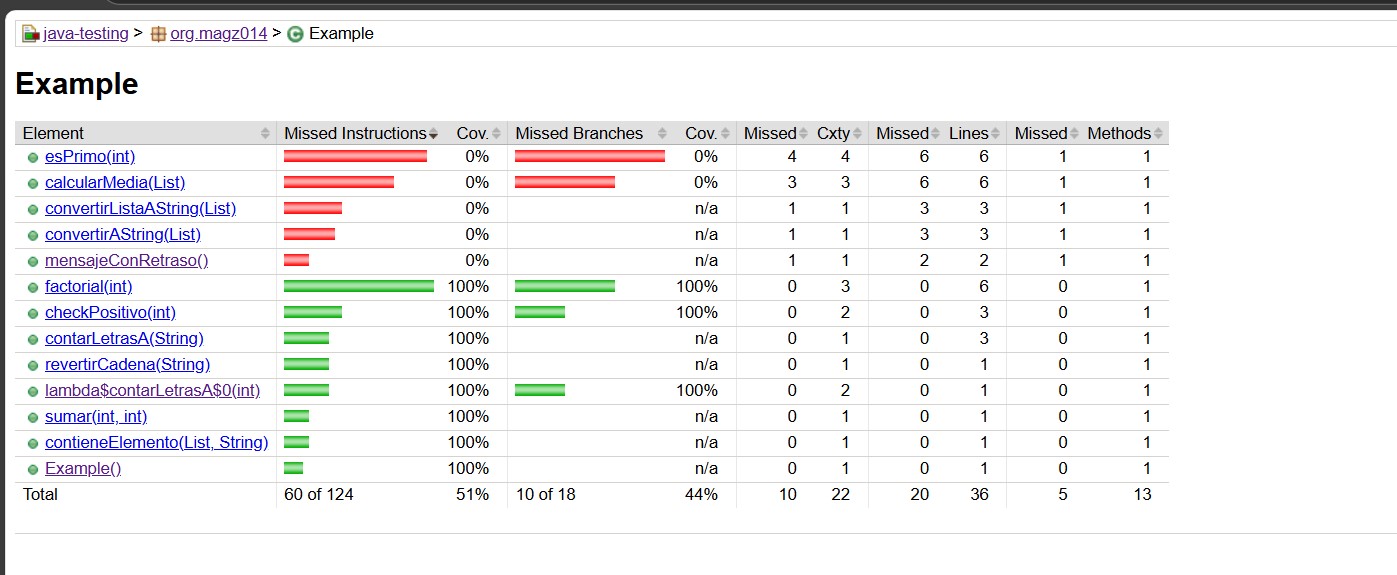 java-testing > org.magz014 > Example
Example
Element Missed Instructions Cov. Missed Branches Cov. Missed Cxty Missed Lines Missed Methods
esPrimo(int) 0% 0% 4 4 6 6 1 1
calcularMedia(List) 0% 0% 3 3 6 6 1 1
convertirListaAString(List) 0% n/a 1 1 3 3 1 1
convertirAString(List) 0% n/a 1 1 3 3 1 1
mensajeConRetraso() 0% n/a 1 1 2 2 1 1
factorial(int) 100% 100% 0 3 0 6 0 1
checkPositivo(int) 100% 100% 0 2 0 3 0 1
contarLetrasA(String) 100% n/a 0 1 0 3 0 1
revertirCadena(String) 100% n/a 0 1 0 1 0 1
lambda$contarLetrasA$0(int) 100% 100% 0 2 0 1 0 1
sumar(int, int) 100% n/a 0 1 0 1 0 1
contieneElemento(List, String) 100% n/a 0 1 0 1 0 1
Example() 100% n/a 0 1 0 1 0 1
Total 60 of 124 51% 10 of 18 44% 10 22 20 36 5 13